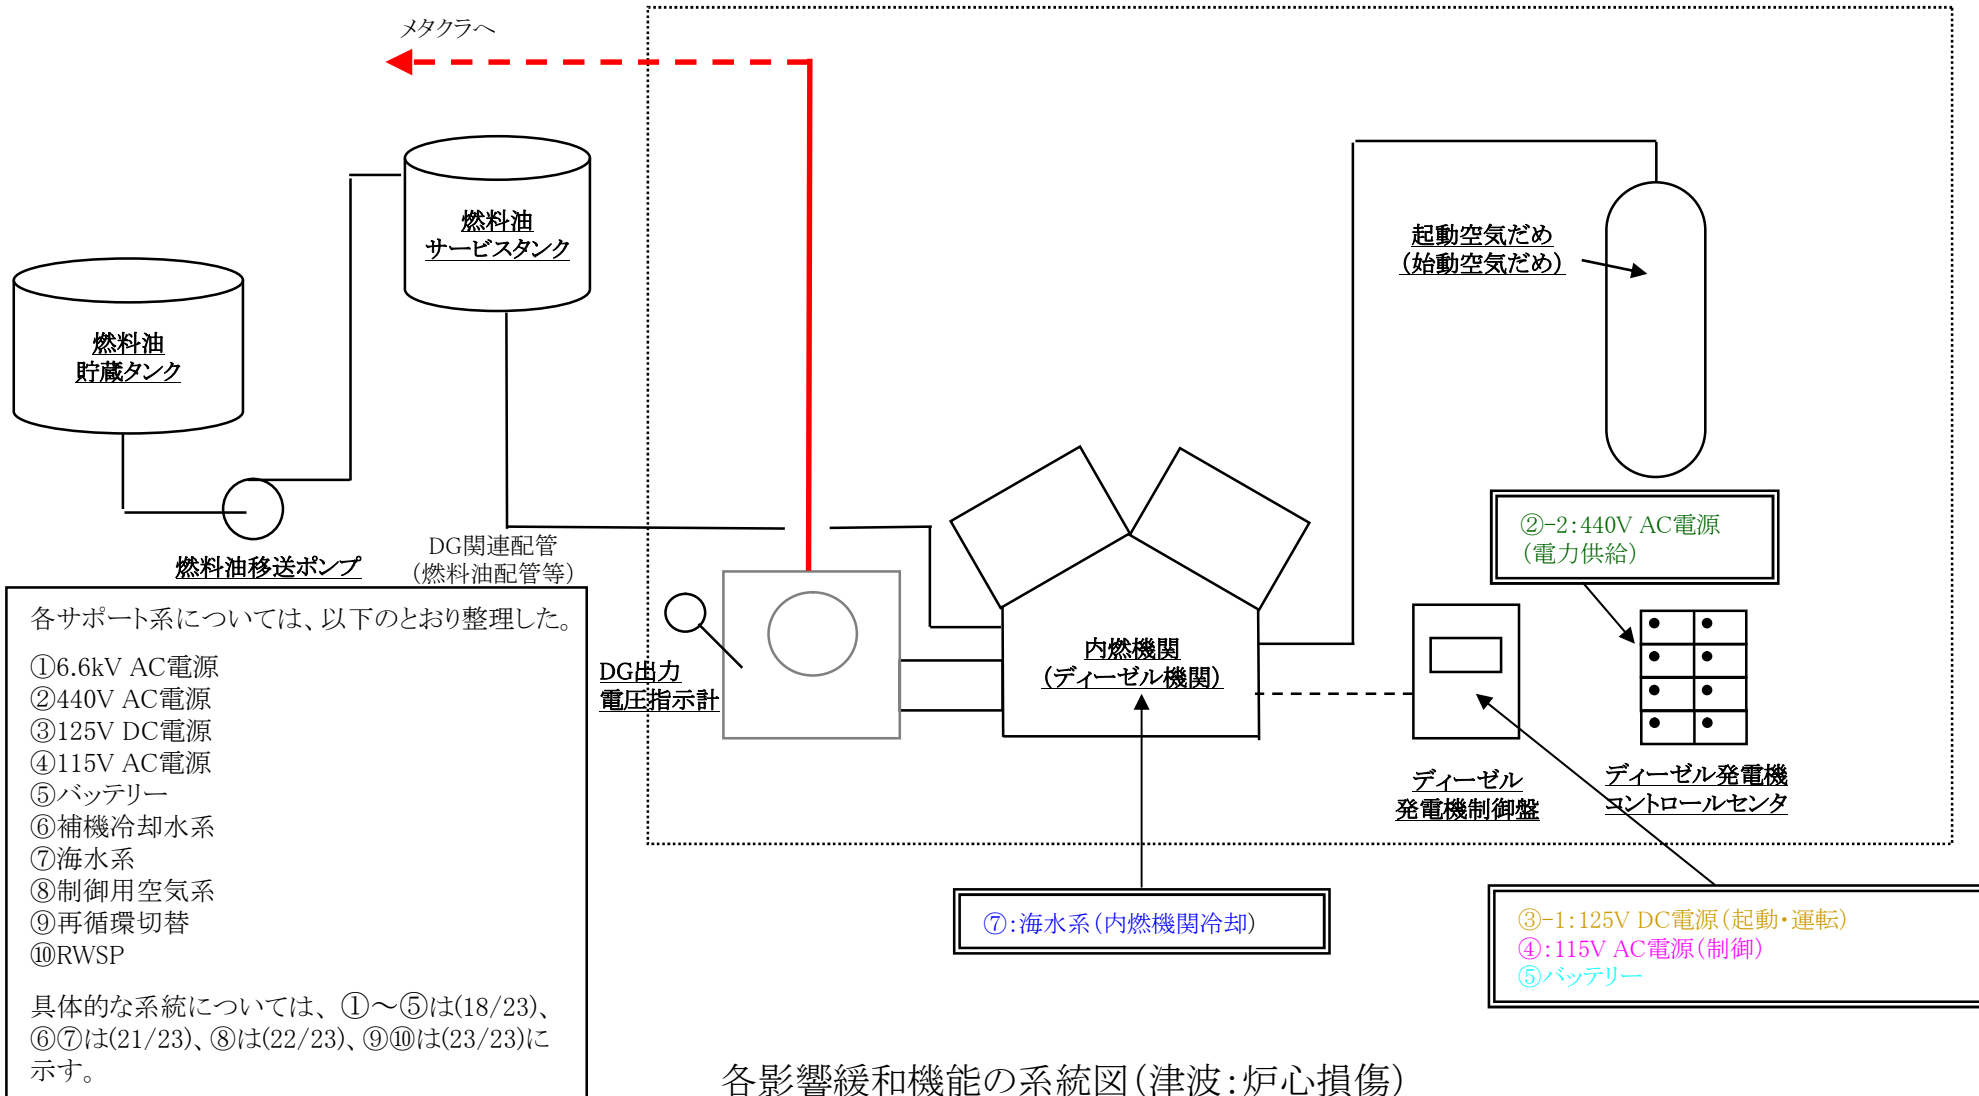 メタクラへ
燃料油
サービスタンク
起動空気だめ
（始動空気だめ）
燃料油
貯蔵タンク
②-2：440V AC電源
（電力供給）
燃料油移送ポンプ
DG関連配管
（燃料油配管等）
DG出力
電圧指示計
内燃機関
（ディーゼル機関）
ディーゼル
発電機制御盤
ディーゼル発電機
コントロールセンタ
各サポート系については、以下のとおり整理した。
①6.6kV AC電源
②440V AC電源
③125V DC電源
④115V AC電源
⑤バッテリー
⑥補機冷却水系
⑦海水系
⑧制御用空気系
⑨再循環切替
⑩RWSP
具体的な系統については、①～⑤は(18/23)、
⑥⑦は(21/23)、⑧は(22/23)、⑨⑩は(23/23)に
示す。
⑦：海水系（内燃機関冷却）
③-1：125V DC電源（起動・運転）
④：115V AC電源（制御）
⑤バッテリー
各影響緩和機能の系統図（津波：炉心損傷）